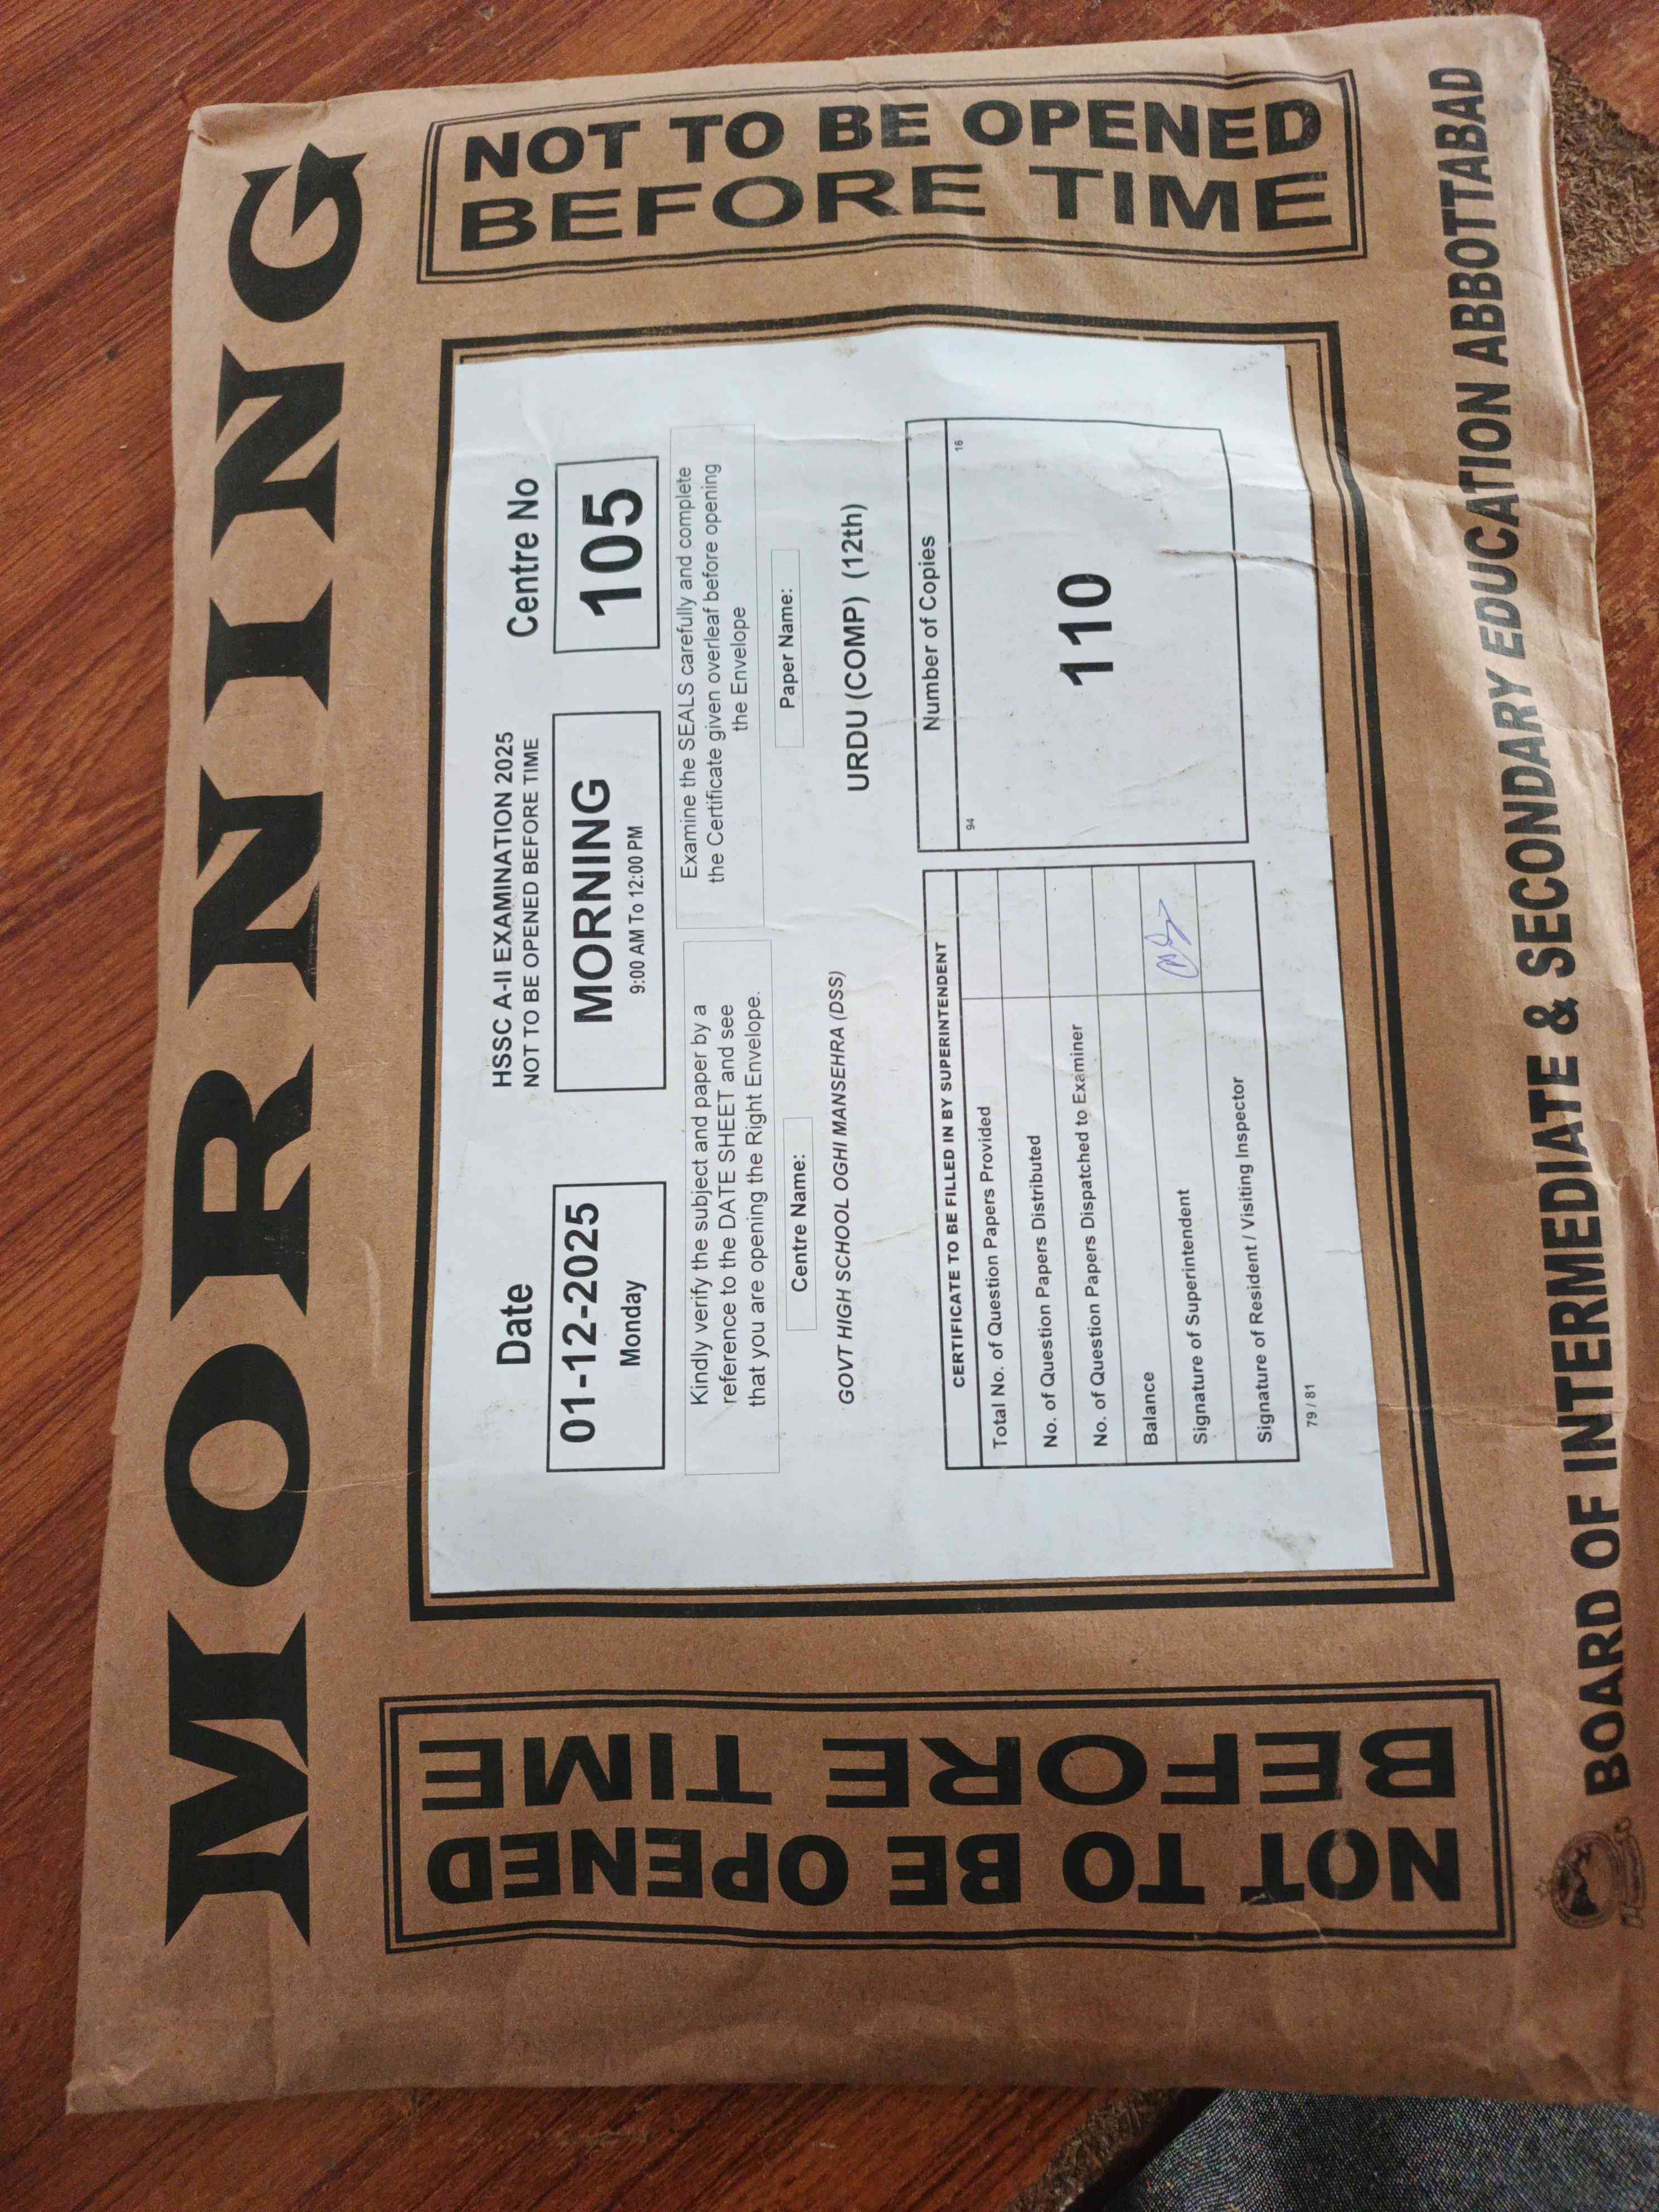 MORNING
NOT TO BE OPENED
BEFORE TIME
Date
HSSC A-II EXAMINATION 2025
NOT TO BE OPENED BEFORE TIME
Centre No
01-12-2025
Monday
MORNING
9:00 AM To 12:00 PM
105
Kindly verify the subject and paper by a
reference to the DATE SHEET and see
that you are opening the Right Envelope.
Examine the SEALS carefully and complete
the Certificate given overleaf before opening
the Envelope
Centre Name:
Paper Name:
GOVT HIGH SCHOOL OGHI MANSEHRA (DSS)
URDU (COMP) (12th)
CERTIFICATE TO BE FILLED IN BY SUPERINTENDENT
Total No. of Question Papers Provided
No. of Question Papers Distributed
No. of Question Papers Dispatched to Examiner
Balance
Signature of Superintendent
Signature of Resident / Visiting Inspector
79 / 81
Number of Copies
94
16
110
NOT TO BE OPENED
BEFORE TIME
BOARD OF INTERMEDIATE & SECONDARY EDUCATION ABBOTTABAD